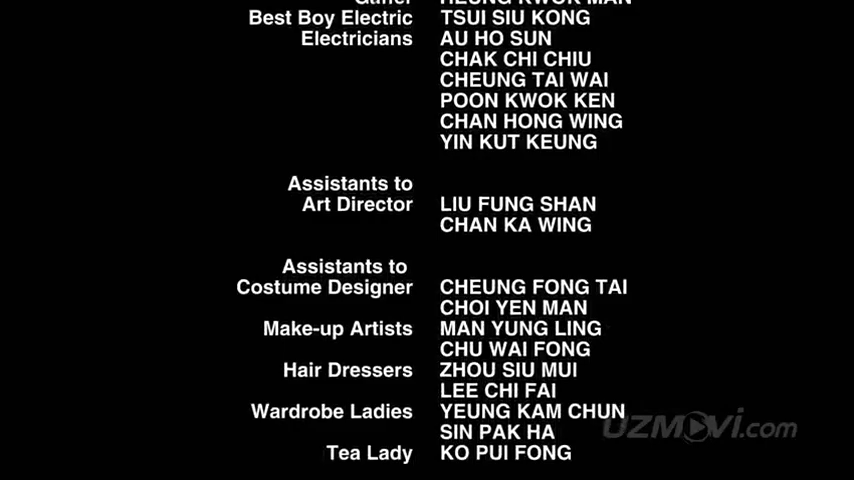 Gaffer HEUNG KWOK MAN
Best Boy Electric TSUI SIU KONG
Electricians AU HO SUN
CHAK CHI CHIU
CHEUNG TAI WAI
POON KWOK KEN
CHAN HONG WING
YIN KUT KEUNG
Assistants to
Art Director LIU FUNG SHAN
CHAN KA WING
Assistants to
Costume Designer CHEUNG FONG TAI
CHOI YEN MAN
Make-up Artists MAN YUNG LING
CHU WAI FONG
Hair Dressers ZHOU SIU MUI
LEE CHI FAI
Wardrobe Ladies YEUNG KAM CHUN
SIN PAK HA
Tea Lady KO PUI FONG
UZMOVi.com